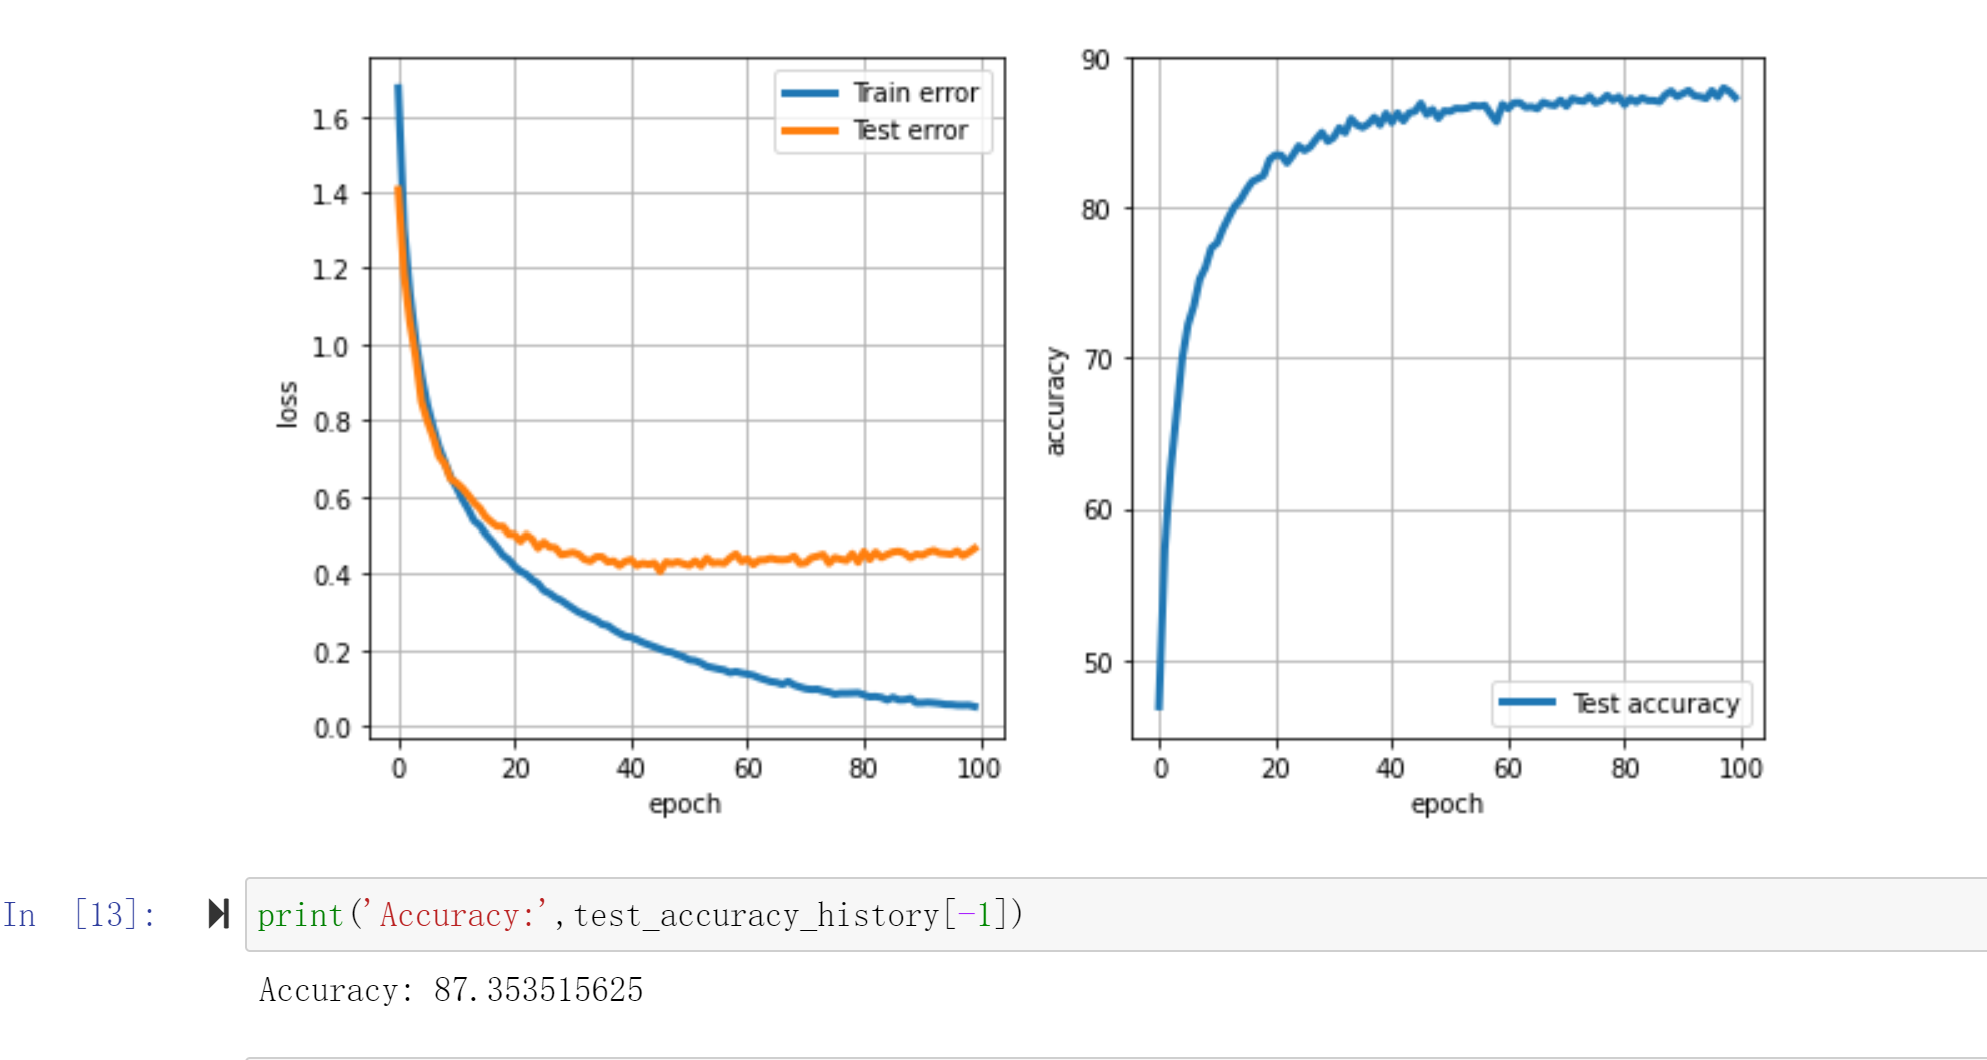 Train error
Test error
1.6
1.4
1.2
1.0
0.8
0.6
0.4
0.2
0.0
loss
0 20 40 60 80 100
epoch
90
80
70
60
50
accuracy
Test accuracy
0 20 40 60 80 100
epoch
In [13]: print('Accuracy:',test_accuracy_history[-1])
Accuracy: 87.353515625